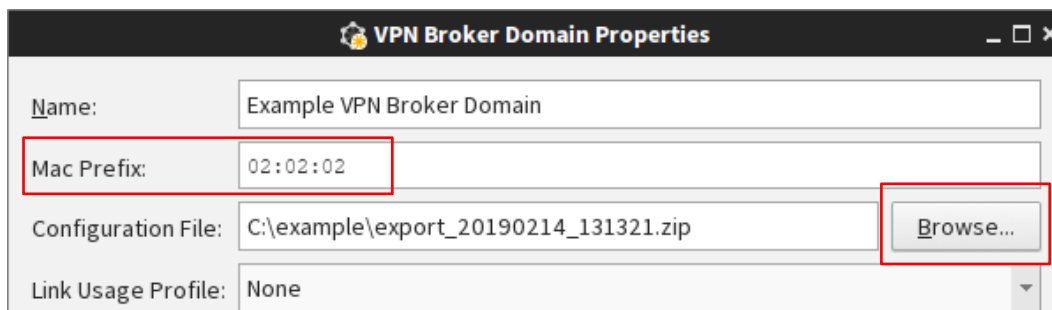 VPN Broker Domain Properties
Name: Example VPN Broker Domain
Mac Prefix: 02:02:02
Configuration File: C:\example\export_20190214_131321.zip Browse...
Link Usage Profile: None